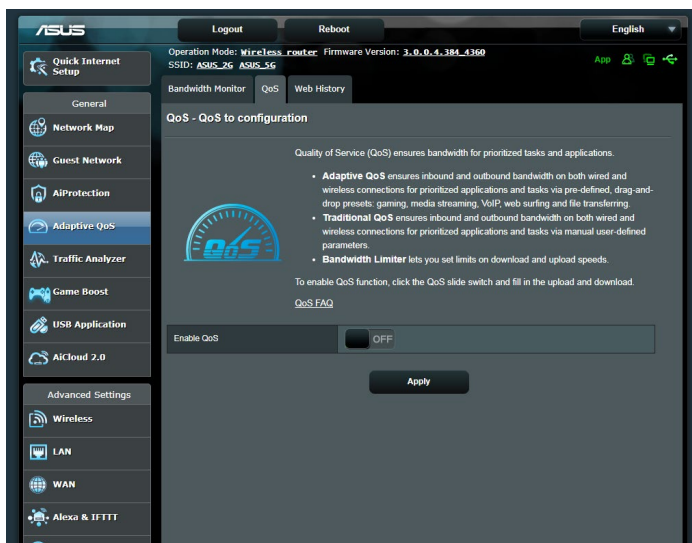 ASUS
Logout
Reboot
English
Quick Internet
Setup
Operation Mode: Wireless router Firmware Version: 3.0.0.4.384_4360
SSID: ASUS_2G ASUS_5G
App
Bandwidth Monitor
QoS
Web History
General
Network Map
Guest Network
AiProtection
Adaptive QoS
Traffic Analyzer
Game Boost
USB Application
AiCloud 2.0
Advanced Settings
Wireless
LAN
WAN
Alexa & IFTTT
QoS - QoS to configuration
QoS
Quality of Service (QoS) ensures bandwidth for prioritized tasks and applications.
• Adaptive QoS ensures inbound and outbound bandwidth on both wired and
wireless connections for prioritized applications and tasks via pre-defined, drag-and-
drop presets: gaming, media streaming, VoIP, web surfing and file transferring.
• Traditional QoS ensures inbound and outbound bandwidth on both wired and
wireless connections for prioritized applications and tasks via manual user-defined
parameters.
• Bandwidth Limiter lets you set limits on download and upload speeds.
To enable QoS function, click the QoS slide switch and fill in the upload and download.
QoS FAQ
Enable QoS
OFF
Apply